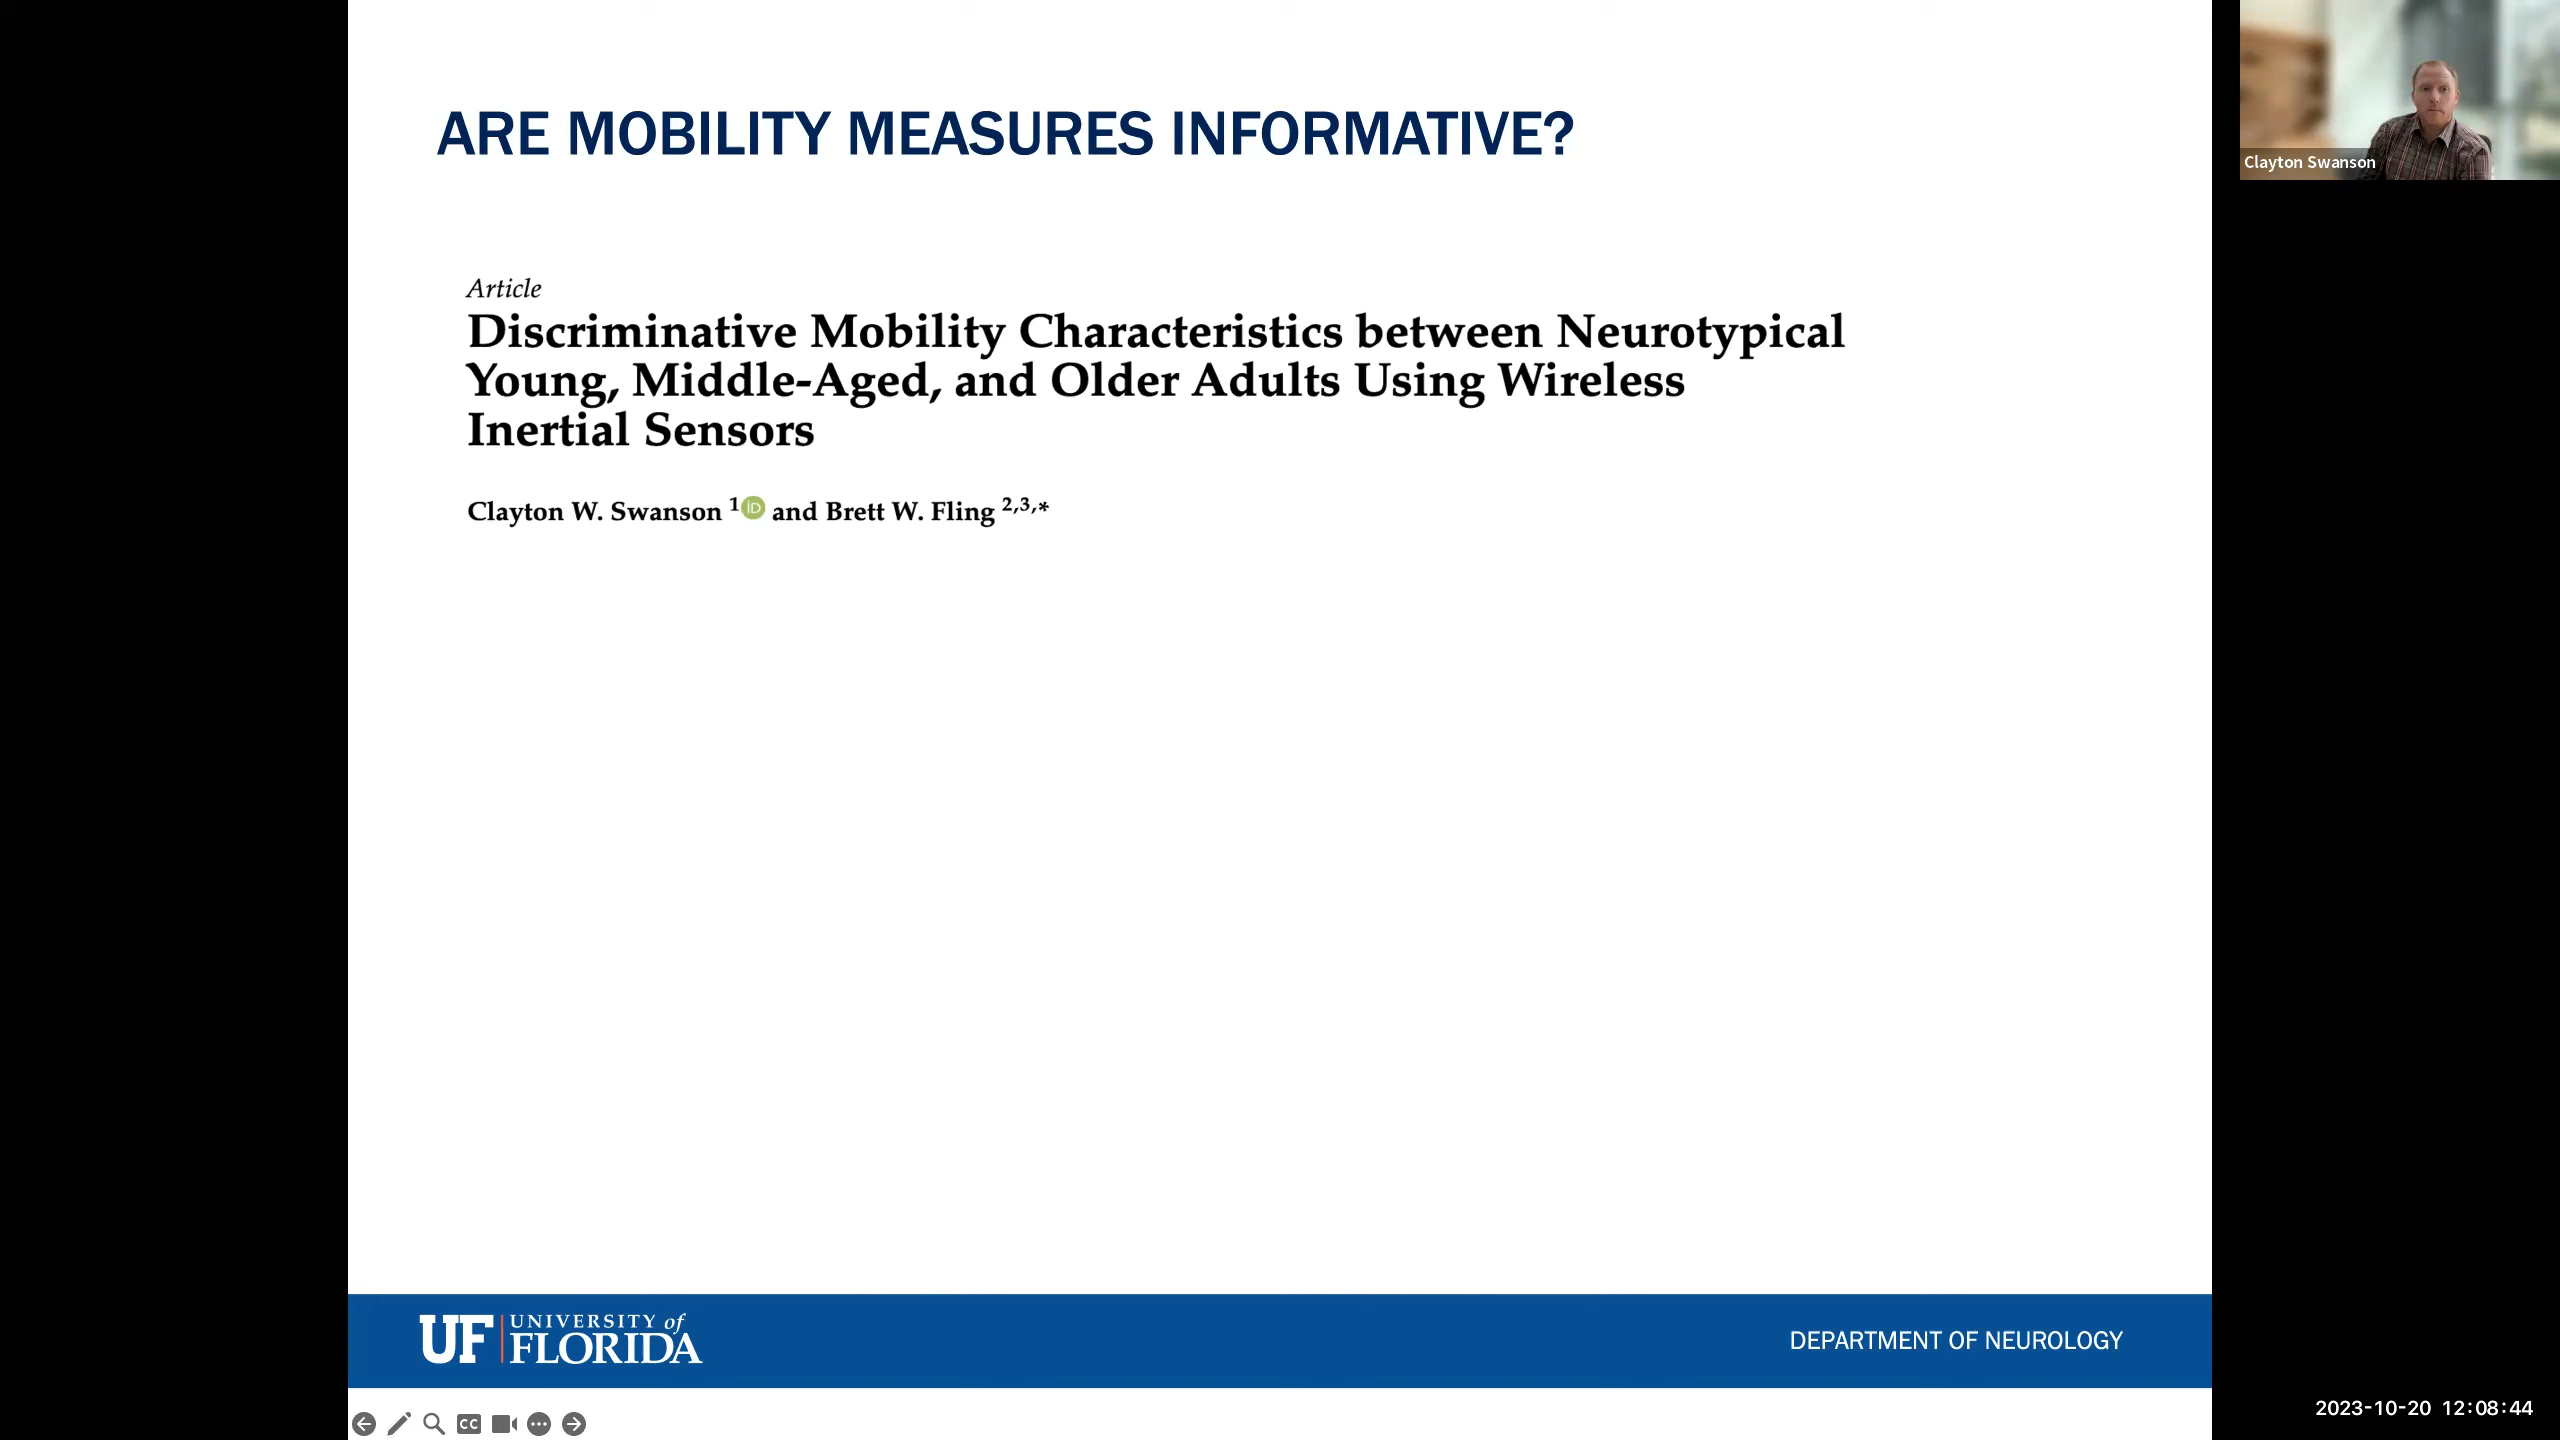 ARE MOBILITY MEASURES INFORMATIVE?
Clayton Swanson
Article
Discriminative Mobility Characteristics between Neurotypical
Young, Middle-Aged, and Older Adults Using Wireless
Inertial Sensors
Clayton W. Swanson 1 iD and Brett W. Fling 2,3,*
UF UNIVERSITY of
FLORIDA
DEPARTMENT OF NEUROLOGY
CC
2023-10-20 12:08:44